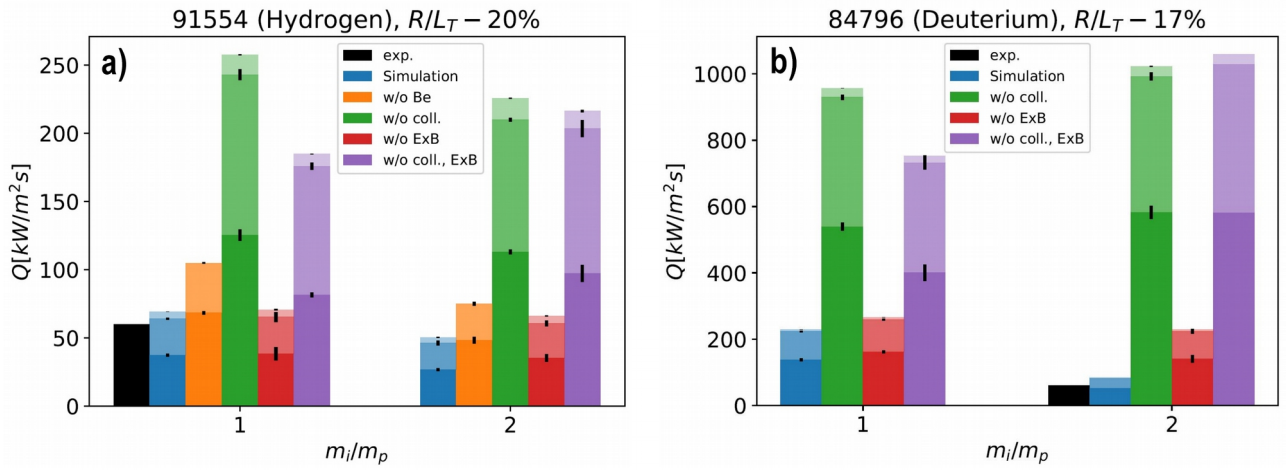 91554 (Hydrogen), R/L_T − 20%
a)
Q[kW/m²s]
250
200
150
100
50
0
exp.
Simulation
w/o Be
w/o coll.
w/o ExB
w/o coll., ExB
1
2
m_i/m_p
84796 (Deuterium), R/L_T − 17%
b)
Q[kW/m²s]
1000
800
600
400
200
0
exp.
Simulation
w/o coll.
w/o ExB
w/o coll., ExB
1
2
m_i/m_p